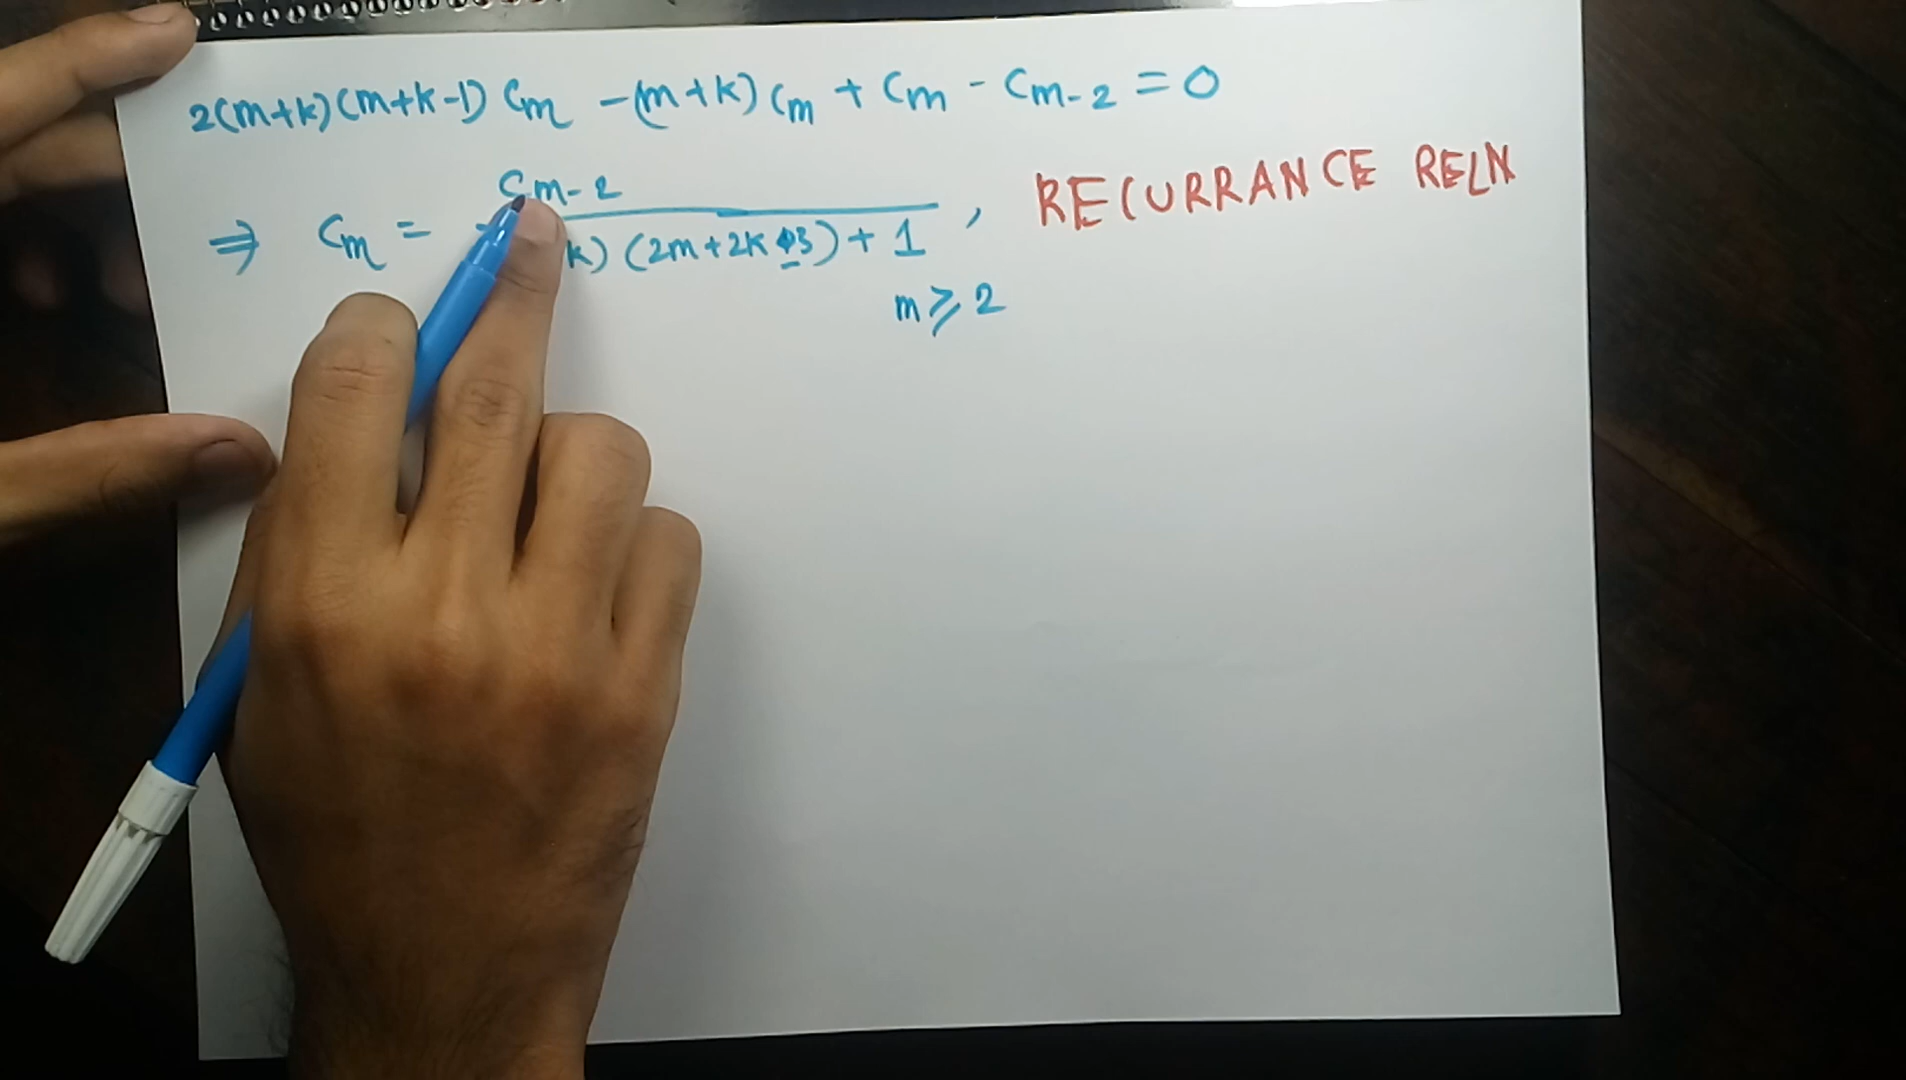 2(m+k)(m+k-1) Cm -(m+k) Cm + Cm - Cm-2 = 0
⇒ Cm = Cm-2 / k) (2m+2k-3) + 1 , RECURRANCE RELN
m ≥ 2